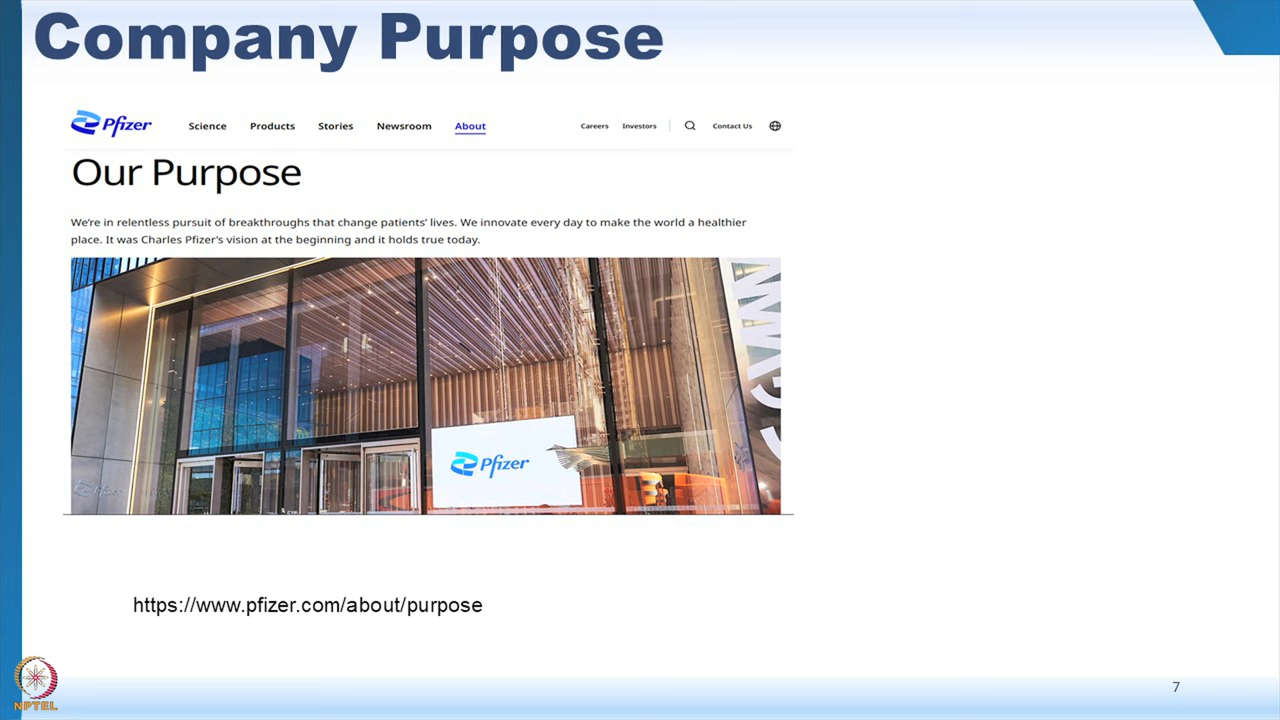 Company Purpose
Pfizer Science Products Stories Newsroom About Careers Investors Contact Us
Our Purpose
We're in relentless pursuit of breakthroughs that change patients' lives. We innovate every day to make the world a healthier
place. It was Charles Pfizer's vision at the beginning and it holds true today.
Pfizer
Pfizer
https://www.pfizer.com/about/purpose
7
NPTEL